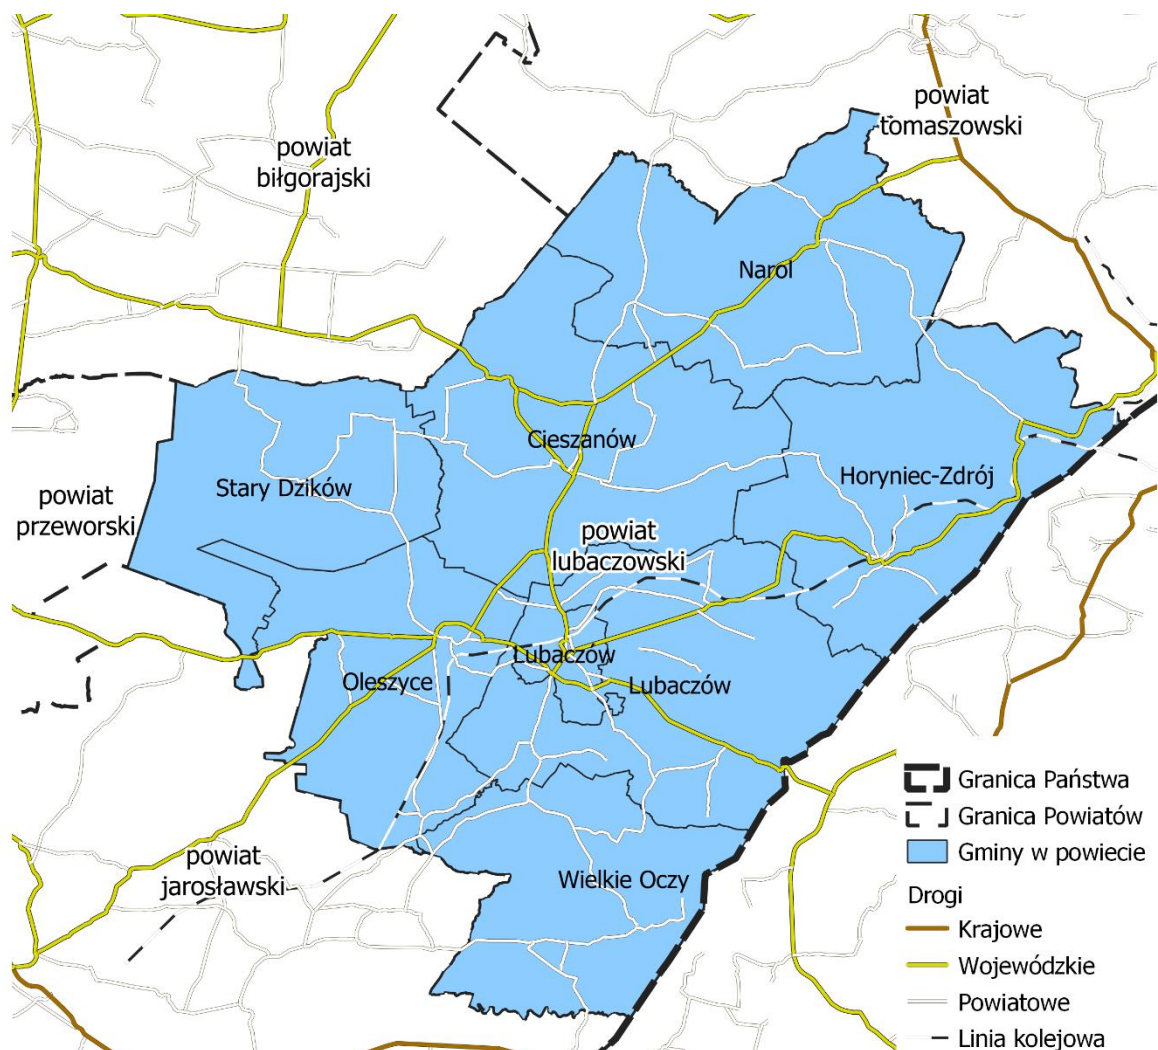 powiat
tomaszowski
powiat
biłgorajski
Narol
Cieszanów
Stary Dzików
Horyniec-Zdrój
powiat
przeworski
powiat
lubaczowski
Lubaczów
Oleszyce
Lubaczów
powiat
jarosławski
Wielkie Oczy
Granica Państwa
Granica Powiatów
Gminy w powiecie
Drogi
Krajowe
Wojewódzkie
Powiatowe
Linia kolejowa